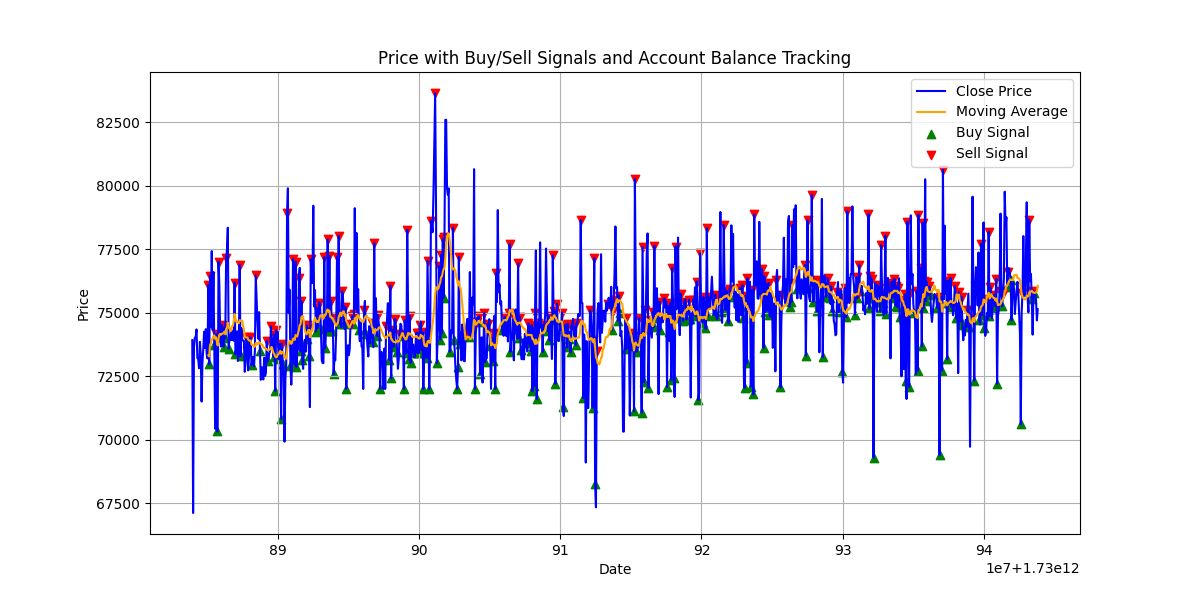 Price with Buy/Sell Signals and Account Balance Tracking
Close Price
Moving Average
Buy Signal
Sell Signal
82500
80000
77500
75000
72500
70000
67500
Price
89 90 91 92 93 94
Date
1e7+1.73e12